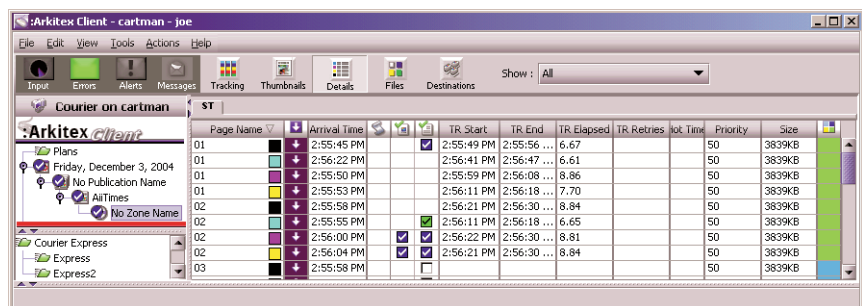 :Arkitex Client - cartman - joe
File Edit View Tools Actions Help
Input Errors Alerts Messages Tracking Thumbnails Details Files Destinations Show : All
Courier on cartman
ST
:Arkitex Client
Plans
Friday, December 3, 2004
No Publication Name
AiiTimes
No Zone Name
Courier Express
Express
Express2
Page Name Arrival Time TR Start TR End TR Elapsed TR Retries Hot Time Priority Size
01 2:55:45 PM 2:55:49 PM 2:55:56 ... 6.67 50 3839KB
01 2:56:22 PM 2:56:41 PM 2:56:47 ... 6.61 50 3839KB
01 2:55:50 PM 2:55:59 PM 2:56:08 ... 8.86 50 3839KB
01 2:55:53 PM 2:56:11 PM 2:56:18 ... 7.70 50 3839KB
02 2:55:58 PM 2:56:21 PM 2:56:30 ... 8.84 50 3839KB
02 2:55:55 PM 2:56:11 PM 2:56:18 ... 6.65 50 3839KB
02 2:56:00 PM 2:56:22 PM 2:56:30 ... 8.81 50 3839KB
02 2:56:04 PM 2:56:21 PM 2:56:30 ... 8.84 50 3839KB
03 2:55:58 PM 50 3839KB